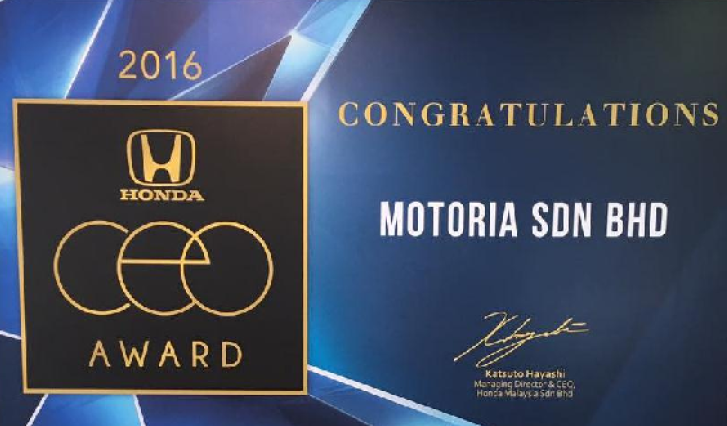 2016
HONDA
ceo
AWARD
CONGRATULATIONS
MOTORIA SDN BHD
Katsuto Hayashi
Managing Director & CEO,
Honda Malaysia Sdn Bhd